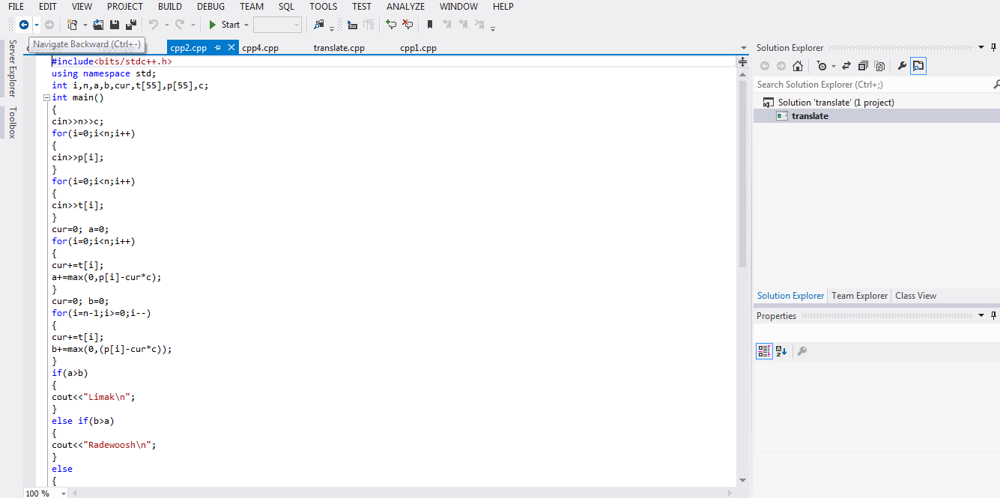 FILE EDIT VIEW PROJECT BUILD DEBUG TEAM SQL TOOLS TEST ANALYZE WINDOW HELP
Start
Navigate Backward (Ctrl+-)
cpp2.cpp cpp4.cpp translate.cpp cpp1.cpp
Server Explorer
Toolbox
#include<bits/stdc++.h>
using namespace std;
int i,n,a,b,cur,t[55],p[55],c;
int main()
{
cin>>n>>c;
for(i=0;i<n;i++)
{
cin>>p[i];
}
for(i=0;i<n;i++)
{
cin>>t[i];
}
cur=0; a=0;
for(i=0;i<n;i++)
{
cur+=t[i];
a+=max(0,p[i]-cur*c);
}
cur=0; b=0;
for(i=n-1;i>=0;i--)
{
cur+=t[i];
b+=max(0,(p[i]-cur*c));
}
if(a>b)
{
cout<<"Limak\n";
}
else if(b>a)
{
cout<<"Radewoosh\n";
}
else
{
100 %
Solution Explorer
Search Solution Explorer (Ctrl+;)
Solution 'translate' (1 project)
translate
Solution Explorer Team Explorer Class View
Properties